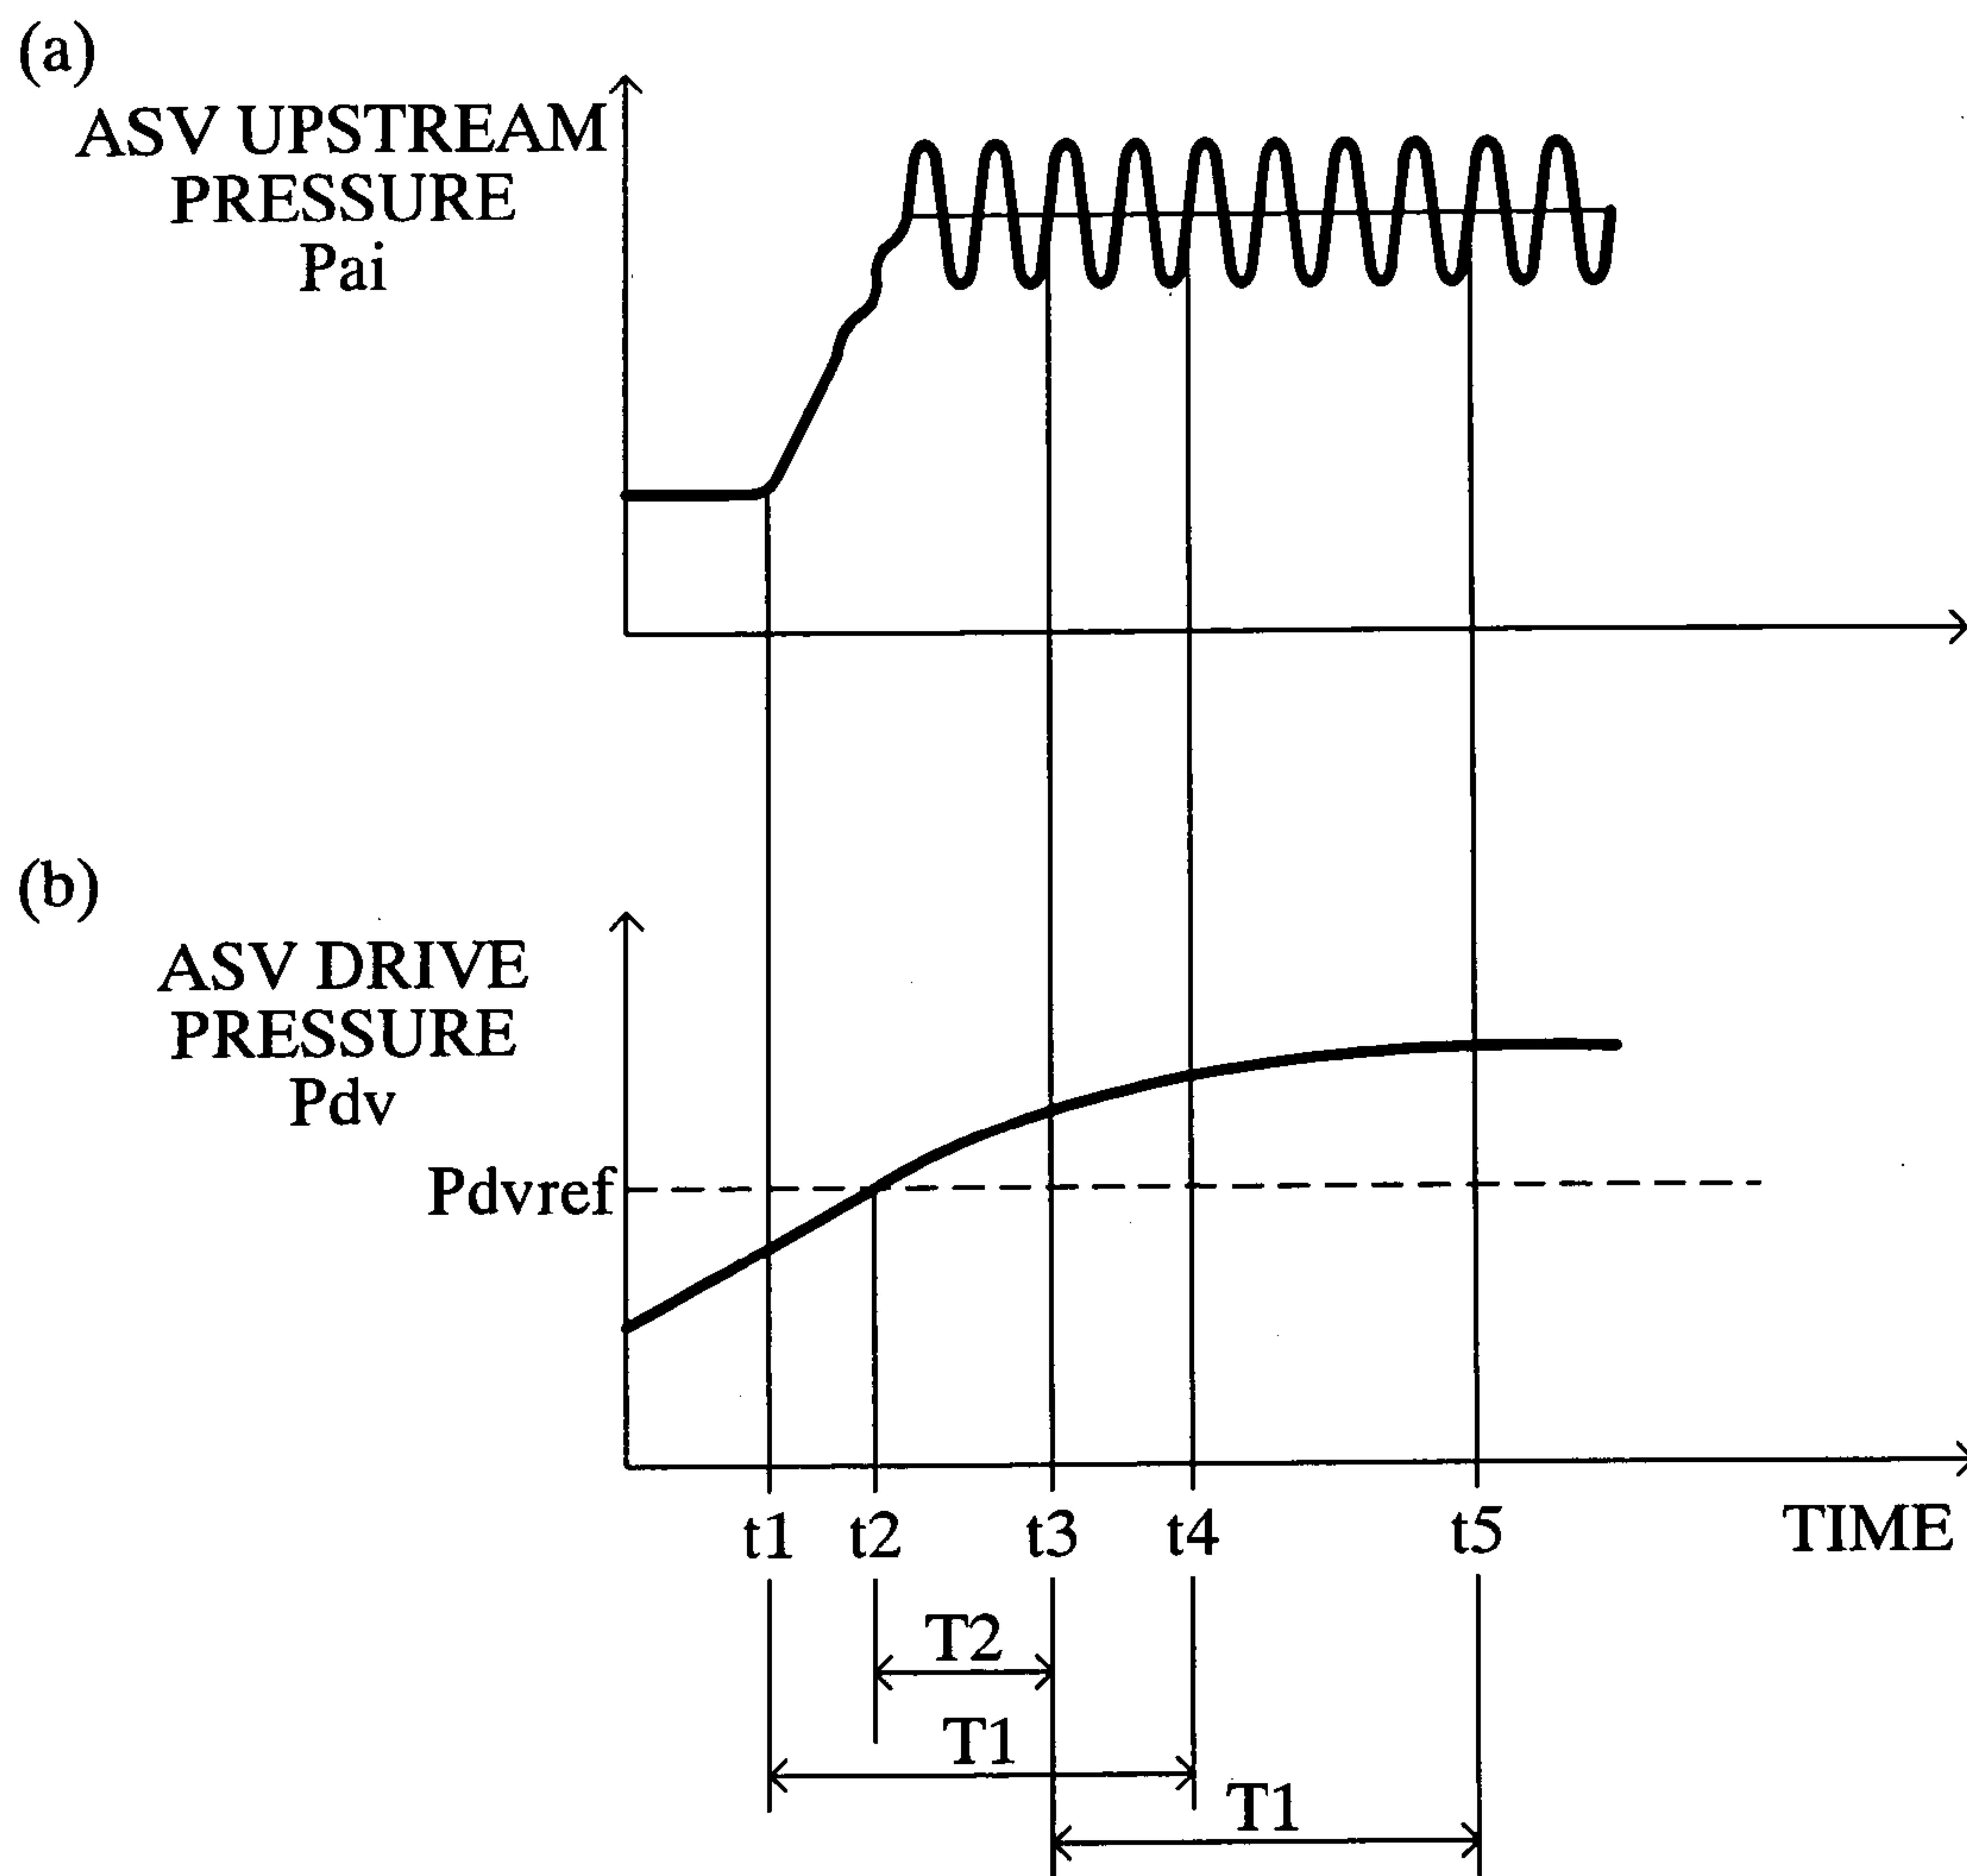 (a)
ASV UPSTREAM
PRESSURE
Pai
(b)
ASV DRIVE
PRESSURE
Pdv
Pdvref
t1 t2 t3 t4 t5 TIME
T2
T1
T1